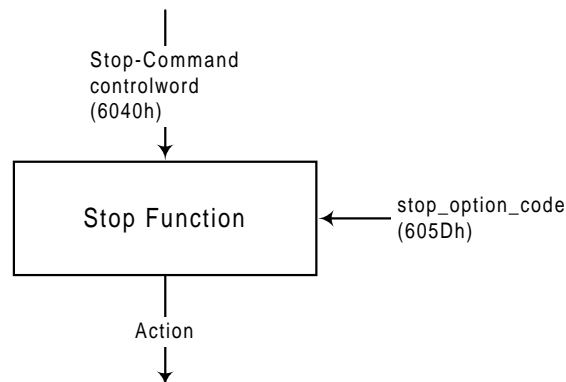 Stop-Command
controlword
(6040h)
Stop Function
stop_option_code
(605Dh)
Action